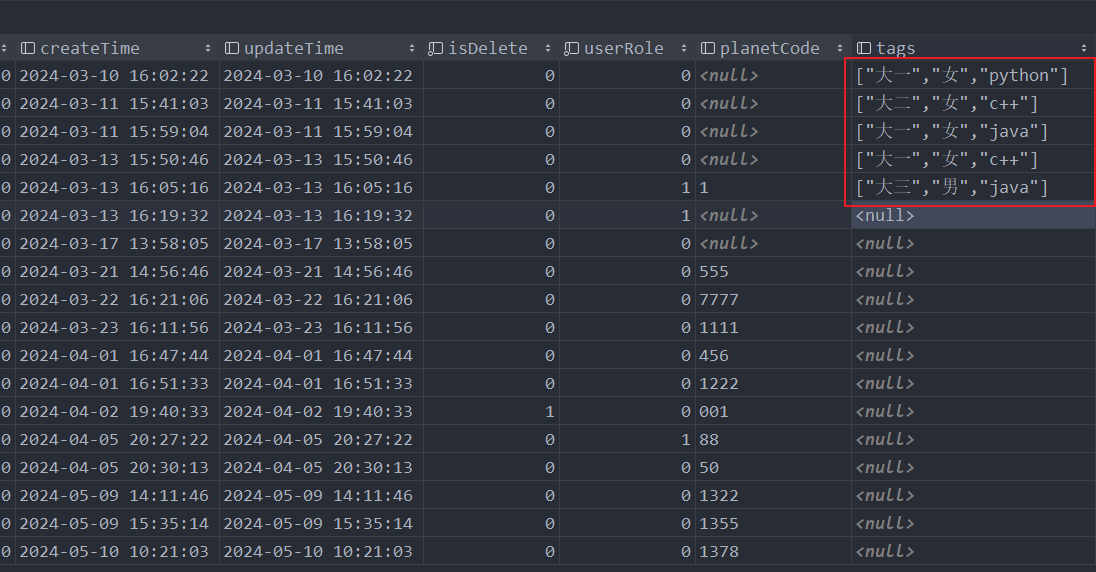 createTime updateTime isDelete userRole planetCode tags
0 2024-03-10 16:02:22 2024-03-10 16:02:22 0 0 <null> ["大一","女","python"]
0 2024-03-11 15:41:03 2024-03-11 15:41:03 0 0 <null> ["大二","女","c++"]
0 2024-03-11 15:59:04 2024-03-11 15:59:04 0 0 <null> ["大一","女","java"]
0 2024-03-13 15:50:46 2024-03-13 15:50:46 0 0 <null> ["大一","女","c++"]
0 2024-03-13 16:05:16 2024-03-13 16:05:16 0 1 1 ["大三","男","java"]
0 2024-03-13 16:19:32 2024-03-13 16:19:32 0 1 <null> <null>
0 2024-03-17 13:58:05 2024-03-17 13:58:05 0 0 <null> <null>
0 2024-03-21 14:56:46 2024-03-21 14:56:46 0 0 555 <null>
0 2024-03-22 16:21:06 2024-03-22 16:21:06 0 0 7777 <null>
0 2024-03-23 16:11:56 2024-03-23 16:11:56 0 0 1111 <null>
0 2024-04-01 16:47:44 2024-04-01 16:47:44 0 0 456 <null>
0 2024-04-01 16:51:33 2024-04-01 16:51:33 0 0 1222 <null>
0 2024-04-02 19:40:33 2024-04-02 19:40:33 1 0 001 <null>
0 2024-04-05 20:27:22 2024-04-05 20:27:22 0 1 88 <null>
0 2024-04-05 20:30:13 2024-04-05 20:30:13 0 0 50 <null>
0 2024-05-09 14:11:46 2024-05-09 14:11:46 0 0 1322 <null>
0 2024-05-09 15:35:14 2024-05-09 15:35:14 0 0 1355 <null>
0 2024-05-10 10:21:03 2024-05-10 10:21:03 0 0 1378 <null>